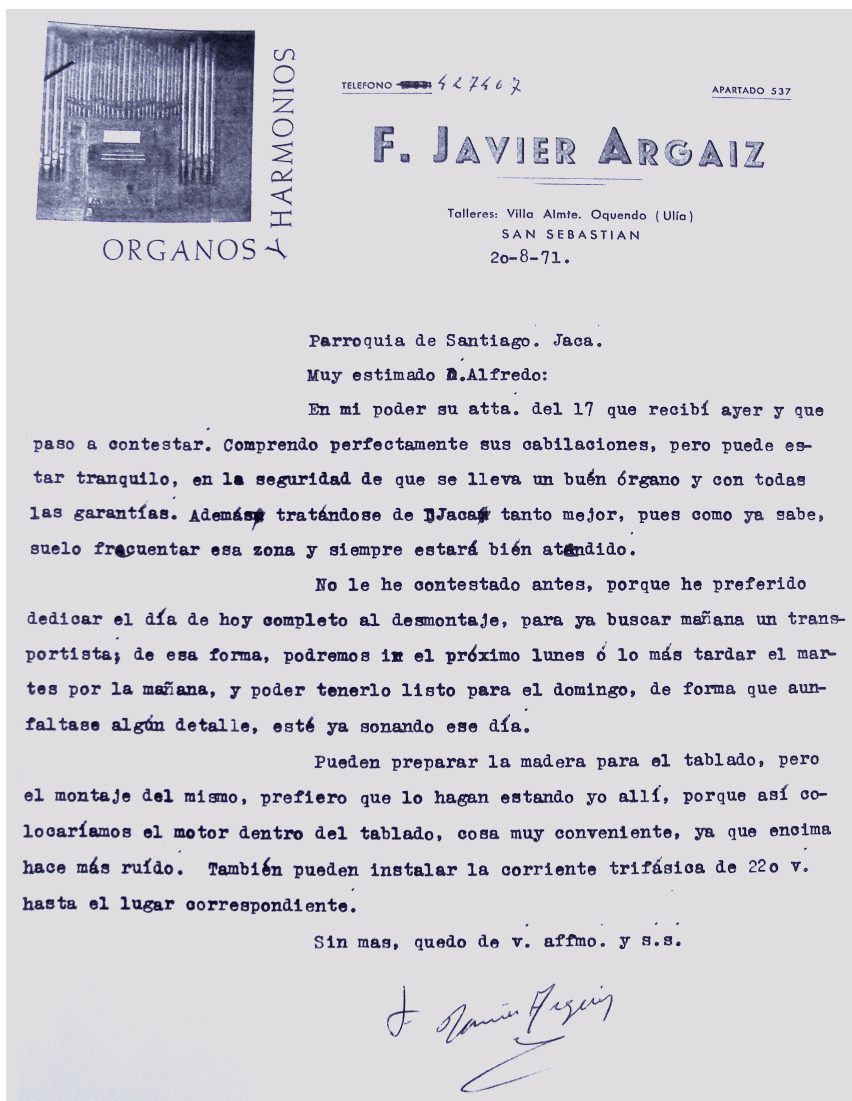 ORGANOS Y HARMONIOS
TELEFONO 427467
APARTADO 537
F. JAVIER ARGAIZ
Talleres: Villa Almte. Oquendo (Ulía)
SAN SEBASTIAN
20-8-71.
Parroquia de Santiago. Jaca.
Muy estimado D.Alfredo:
En mi poder su atta. del 17 que recibí ayer y que
paso a contestar. Comprendo perfectamente sus cabilaciones, pero puede es-
tar tranquilo, en la seguridad de que se lleva un buén órgano y con todas
las garantías. Además tratándose de Jaca tanto mejor, pues como ya sabe,
suelo frecuentar esa zona y siempre estará bién atendido.
No le he contestado antes, porque he preferido
dedicar el día de hoy completo al desmontaje, para ya buscar mañana un trans-
portista; de esa forma, podremos ir el próximo lunes ó lo más tardar el mar-
tes por la mañana, y poder tenerlo listo para el domingo, de forma que aun-
faltase algún detalle, esté ya sonando ese día.
Pueden preparar la madera para el tablado, pero
el montaje del mismo, prefiero que lo hagan estando yo allí, porque así co-
locaríamos el motor dentro del tablado, cosa muy conveniente, ya que encima
hace más ruído. También pueden instalar la corriente trifásica de 220 v.
hasta el lugar correspondiente.
Sin mas, quedo de v. affmo. y s.s.
F Javier Argaiz